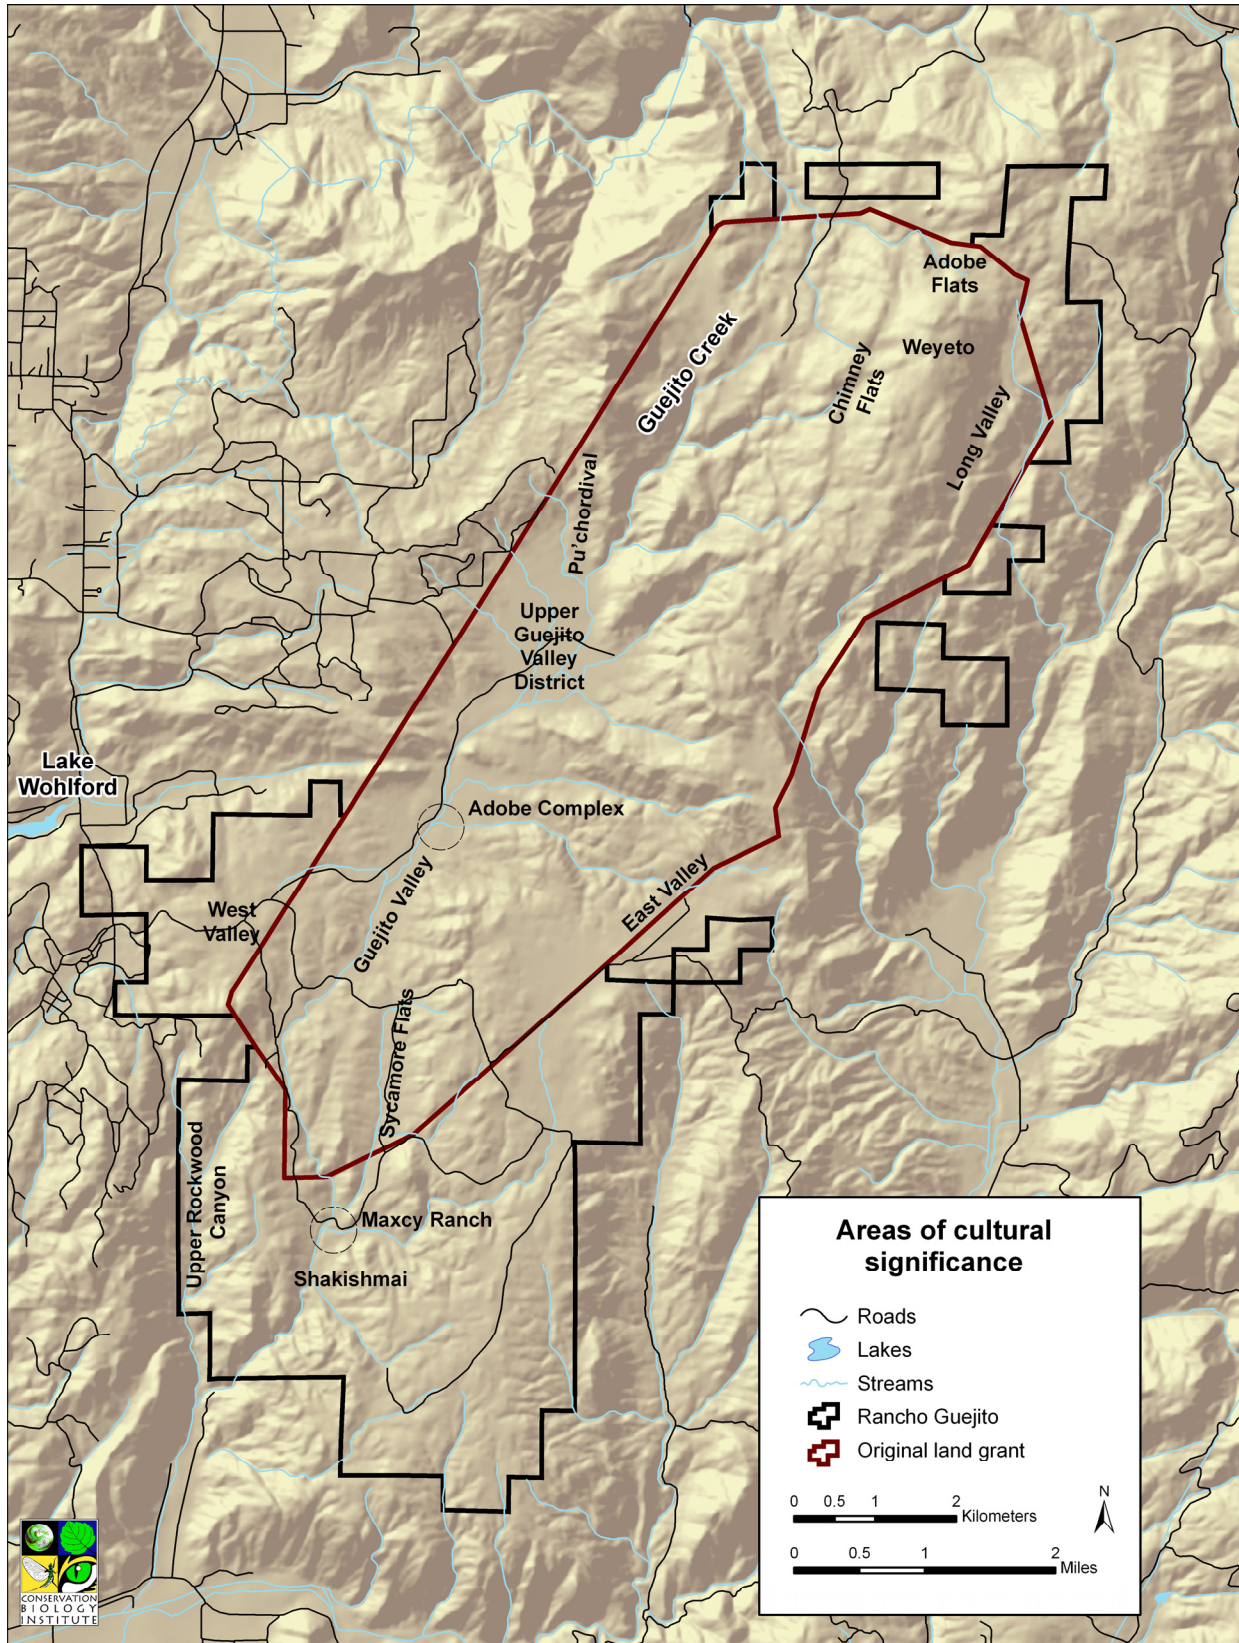 Adobe
Flats
Weyeto
Guejito Creek
Chimney
Flats
Long Valley
Pu'chordival
Upper
Guejito
Valley
District
Lake
Wohlford
Adobe Complex
Guejito Valley
East Valley
West
Valley
Sycamore Flats
Upper Rockwood
Canyon
Maxcy Ranch
Shakishmai
Areas of cultural
significance
Roads
Lakes
Streams
Rancho Guejito
Original land grant
0 0.5 1 2
Kilometers
N
0 0.5 1 2
Miles
CONSERVATION
BIOLOGY
INSTITUTE